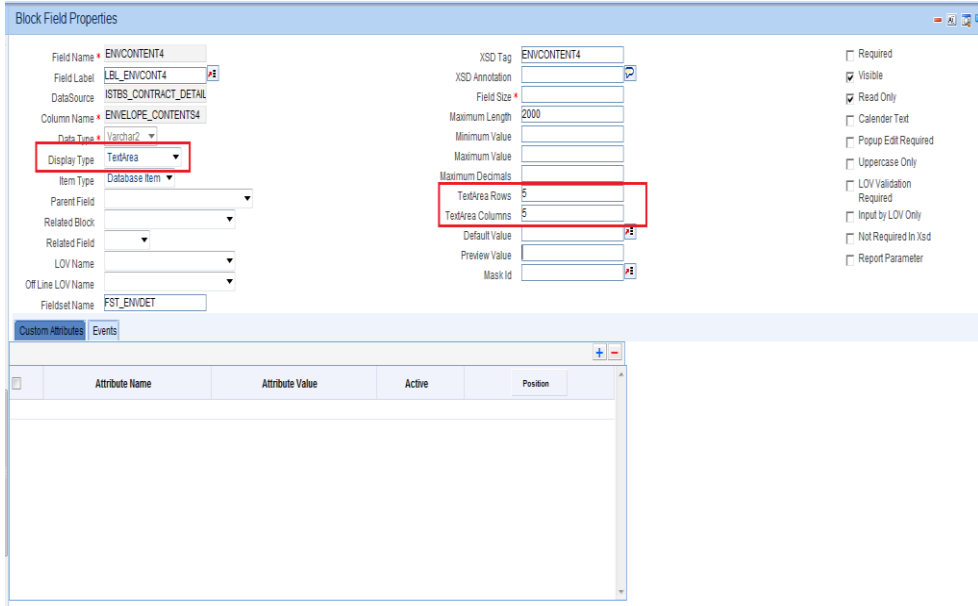 Block Field Properties
Field Name * ENVCONTENT4
Field Label LBL_ENVCONT4
DataSource ISTBS_CONTRACT_DETAIL
Column Name * ENVELOPE_CONTENTS4
Data Type * Varchar2
Display Type TextArea
Item Type Database Item
Parent Field
Related Block
Related Field
LOV Name
Off Line LOV Name
Fieldset Name FST_ENVDET
XSD Tag ENVCONTENT4
XSD Annotation
Field Size *
Maximum Length 2000
Minimum Value
Maximum Value
Maximum Decimals
TextArea Rows 5
TextArea Columns 5
Default Value
Preview Value
Mask Id
Required
Visible
Read Only
Calender Text
Popup Edit Required
Uppercase Only
LOV Validation
Required
Input by LOV Only
Not Required In Xsd
Report Parameter
Custom Attributes Events
+ −
Attribute Name Attribute Value Active Position